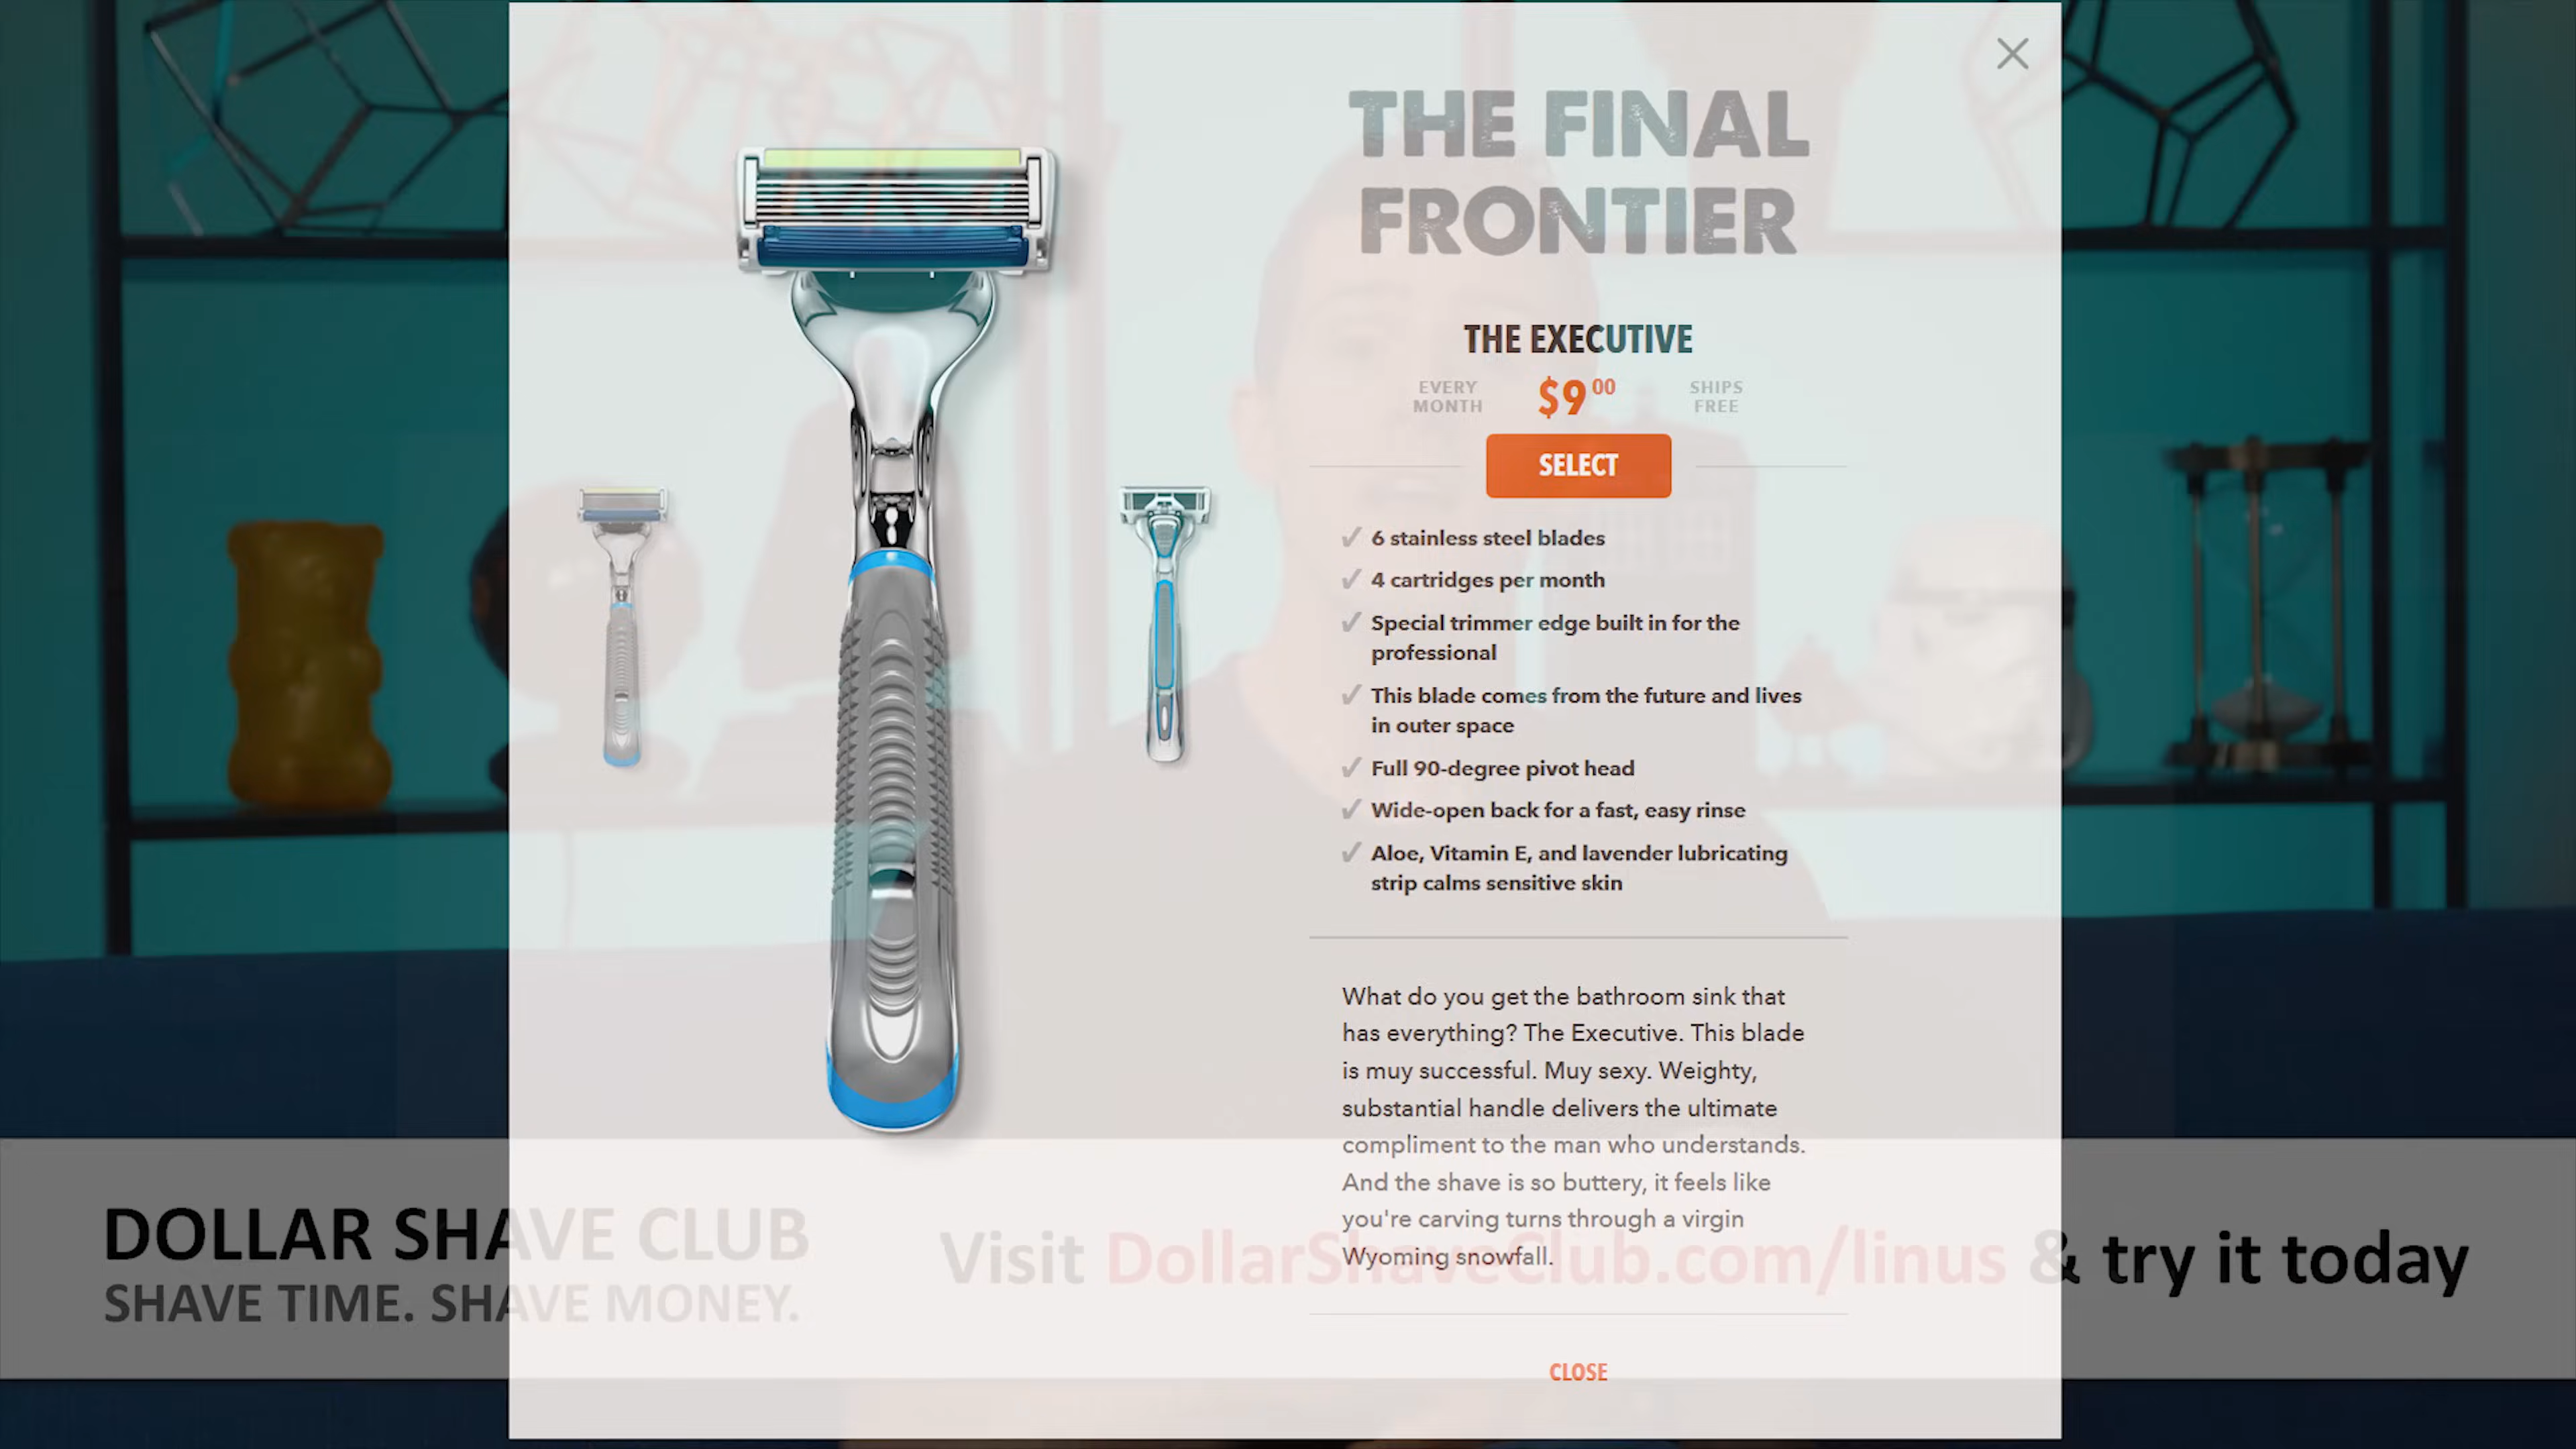 THE FINAL
FRONTIER
THE EXECUTIVE
EVERY
MONTH
$9 00
SHIPS
FREE
SELECT
6 stainless steel blades
4 cartridges per month
Special trimmer edge built in for the
professional
This blade comes from the future and lives
in outer space
Full 90-degree pivot head
Wide-open back for a fast, easy rinse
Aloe, Vitamin E, and lavender lubricating
strip calms sensitive skin
What do you get the bathroom sink that
has everything? The Executive. This blade
is muy successful. Muy sexy. Weighty,
substantial handle delivers the ultimate
compliment to the man who understands.
And the shave is so buttery, it feels like
you're carving turns through a virgin
Wyoming snowfall.
CLOSE
DOLLAR SHAVE CLUB
SHAVE TIME. SHAVE MONEY.
Visit DollarShaveClub.com/linus & try it today